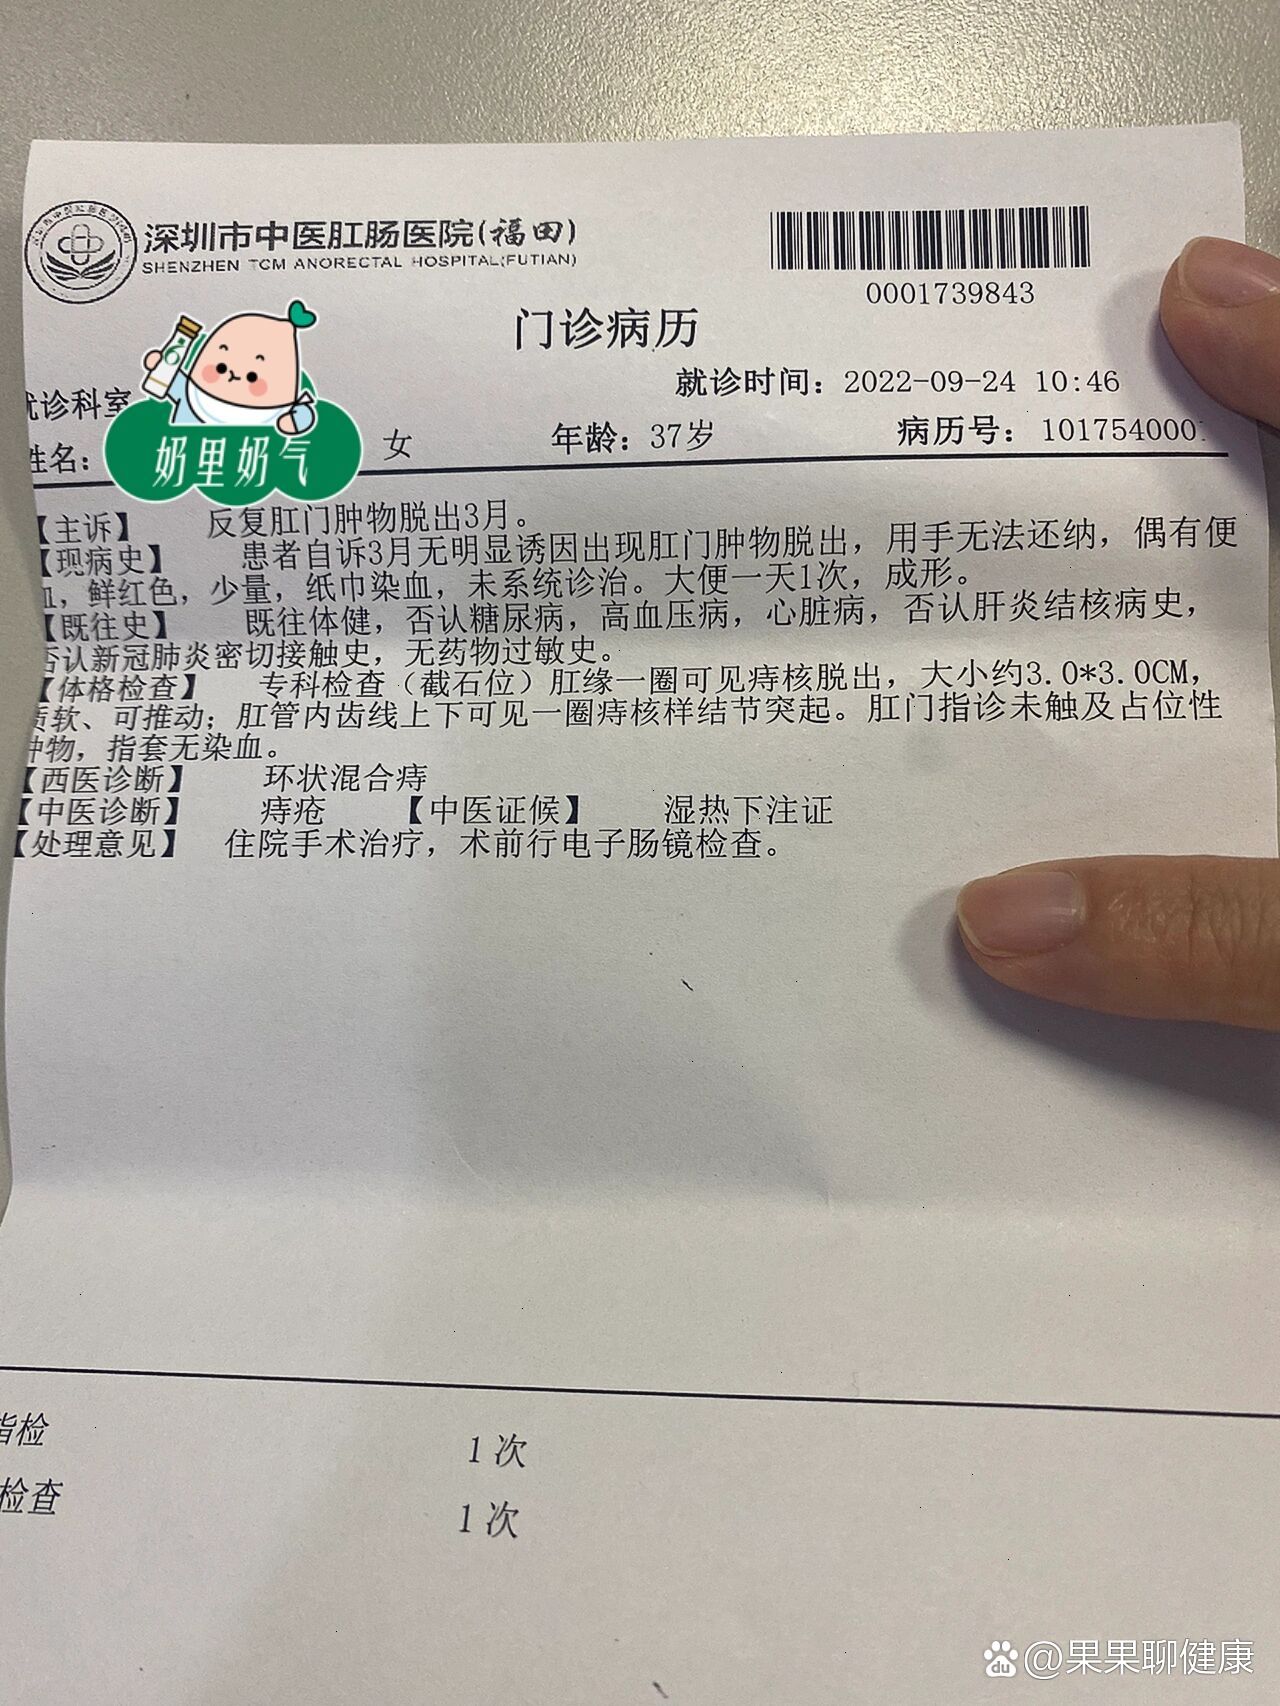 深圳市中医肛肠医院(福田)
SHENZHEN TCM ANORECTAL HOSPITAL(FUTIAN)
0001739843
门诊病历
就诊科室
就诊时间：2022-09-24 10:46
姓名：
女
年龄：37岁
病历号：101754000
奶里奶气
【主诉】 反复肛门肿物脱出3月。
【现病史】 患者自诉3月无明显诱因出现肛门肿物脱出，用手无法还纳，偶有便
血，鲜红色，少量，纸巾染血，未系统诊治。大便一天1次，成形。
【既往史】 既往体健，否认糖尿病，高血压病，心脏病，否认肝炎结核病史，
否认新冠肺炎密切接触史，无药物过敏史。
【体格检查】 专科检查（截石位）肛缘一圈可见痔核脱出，大小约3.0*3.0CM，
质软、可推动；肛管内齿线上下可见一圈痔核样结节突起。肛门指诊未触及占位性
肿物，指套无染血。
【西医诊断】 环状混合痔
【中医诊断】 痔疮 【中医证候】 湿热下注证
【处理意见】 住院手术治疗，术前行电子肠镜检查。
指检 1次
检查 1次
du @果果聊健康